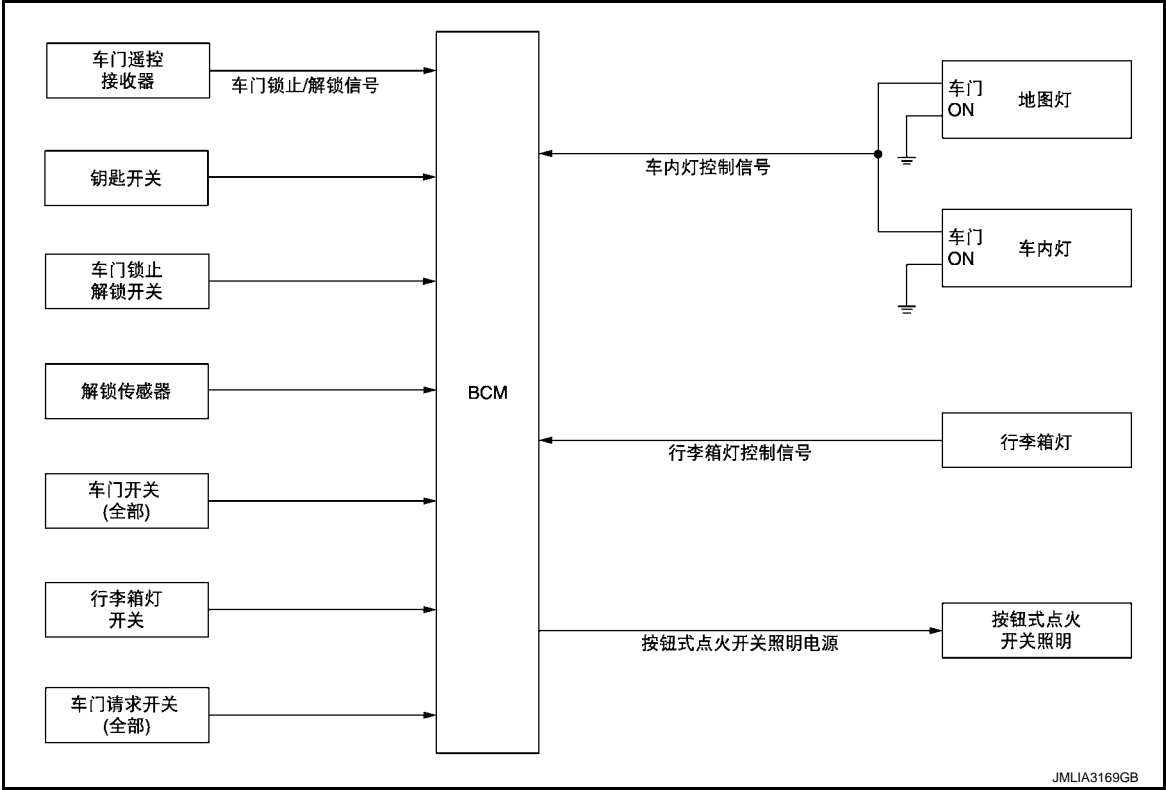 车门遥控
接收器
车门锁止/解锁信号
钥匙开关
车门锁止
解锁开关
解锁传感器
车门开关
(全部)
行李箱灯
开关
车门请求开关
(全部)
BCM
车内灯控制信号
车门
ON
地图灯
车门
ON
车内灯
行李箱灯控制信号
行李箱灯
按钮式点火开关照明电源
按钮式点火
开关照明
JMLIA3169GB